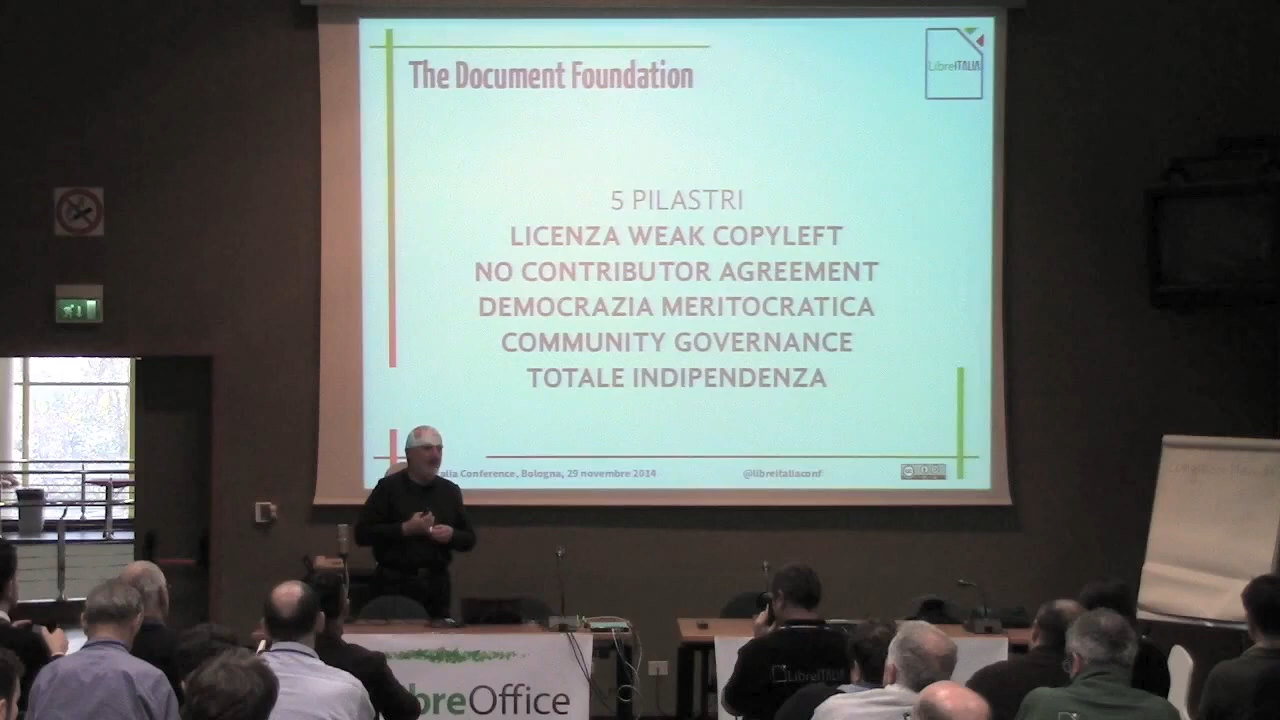 The Document Foundation
LibreITALIA
5 PILASTRI
LICENZA WEAK COPYLEFT
NO CONTRIBUTOR AGREEMENT
DEMOCRAZIA MERITOCRATICA
COMMUNITY GOVERNANCE
TOTALE INDIPENDENZA
alia Conference, Bologna, 29 novembre 2014
@libreitaliaconf
breOffice
LibreITALIA